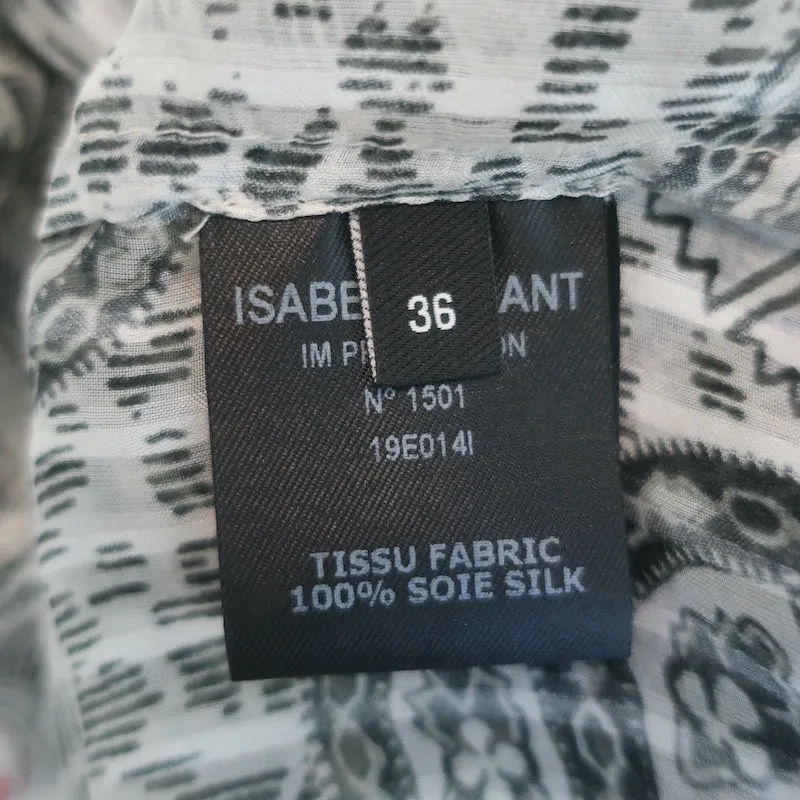 ISABE ANT
36
IM P ON
N° 1501
19E014I
TISSU FABRIC
100% SOIE SILK